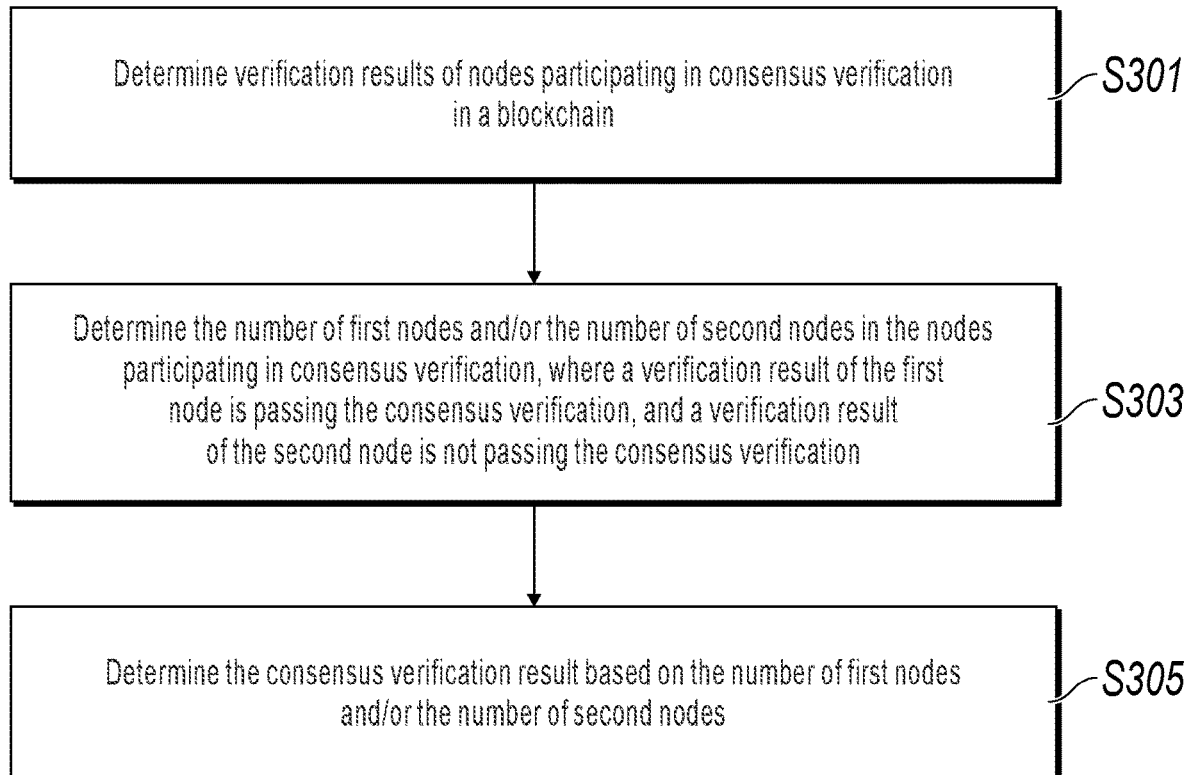 Determine verification results of nodes participating in consensus verification
in a blockchain
S301
Determine the number of first nodes and/or the number of second nodes in the nodes
participating in consensus verification, where a verification result of the first
node is passing the consensus verification, and a verification result
of the second node is not passing the consensus verification
S303
Determine the consensus verification result based on the number of first nodes
and/or the number of second nodes
S305